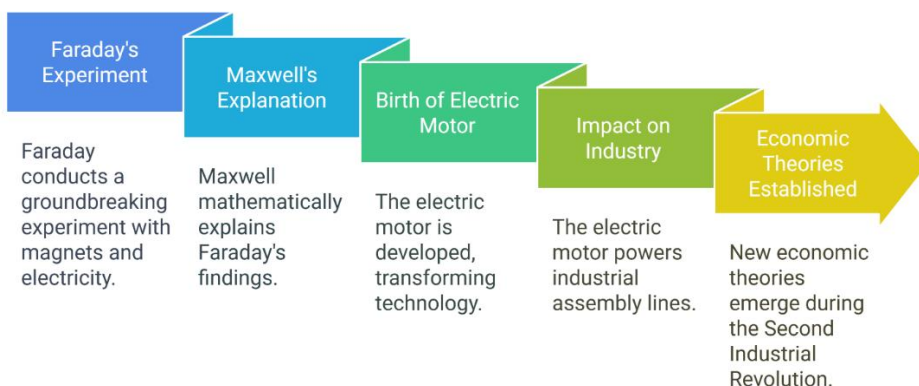 Faraday's
Experiment
Faraday
conducts a
groundbreaking
experiment with
magnets and
electricity.
Maxwell's
Explanation
Maxwell
mathematically
explains
Faraday's
findings.
Birth of Electric
Motor
The electric
motor is
developed,
transforming
technology.
Impact on
Industry
The electric
motor powers
industrial
assembly lines.
Economic
Theories
Established
New economic
theories
emerge during
the Second
Industrial
Revolution.